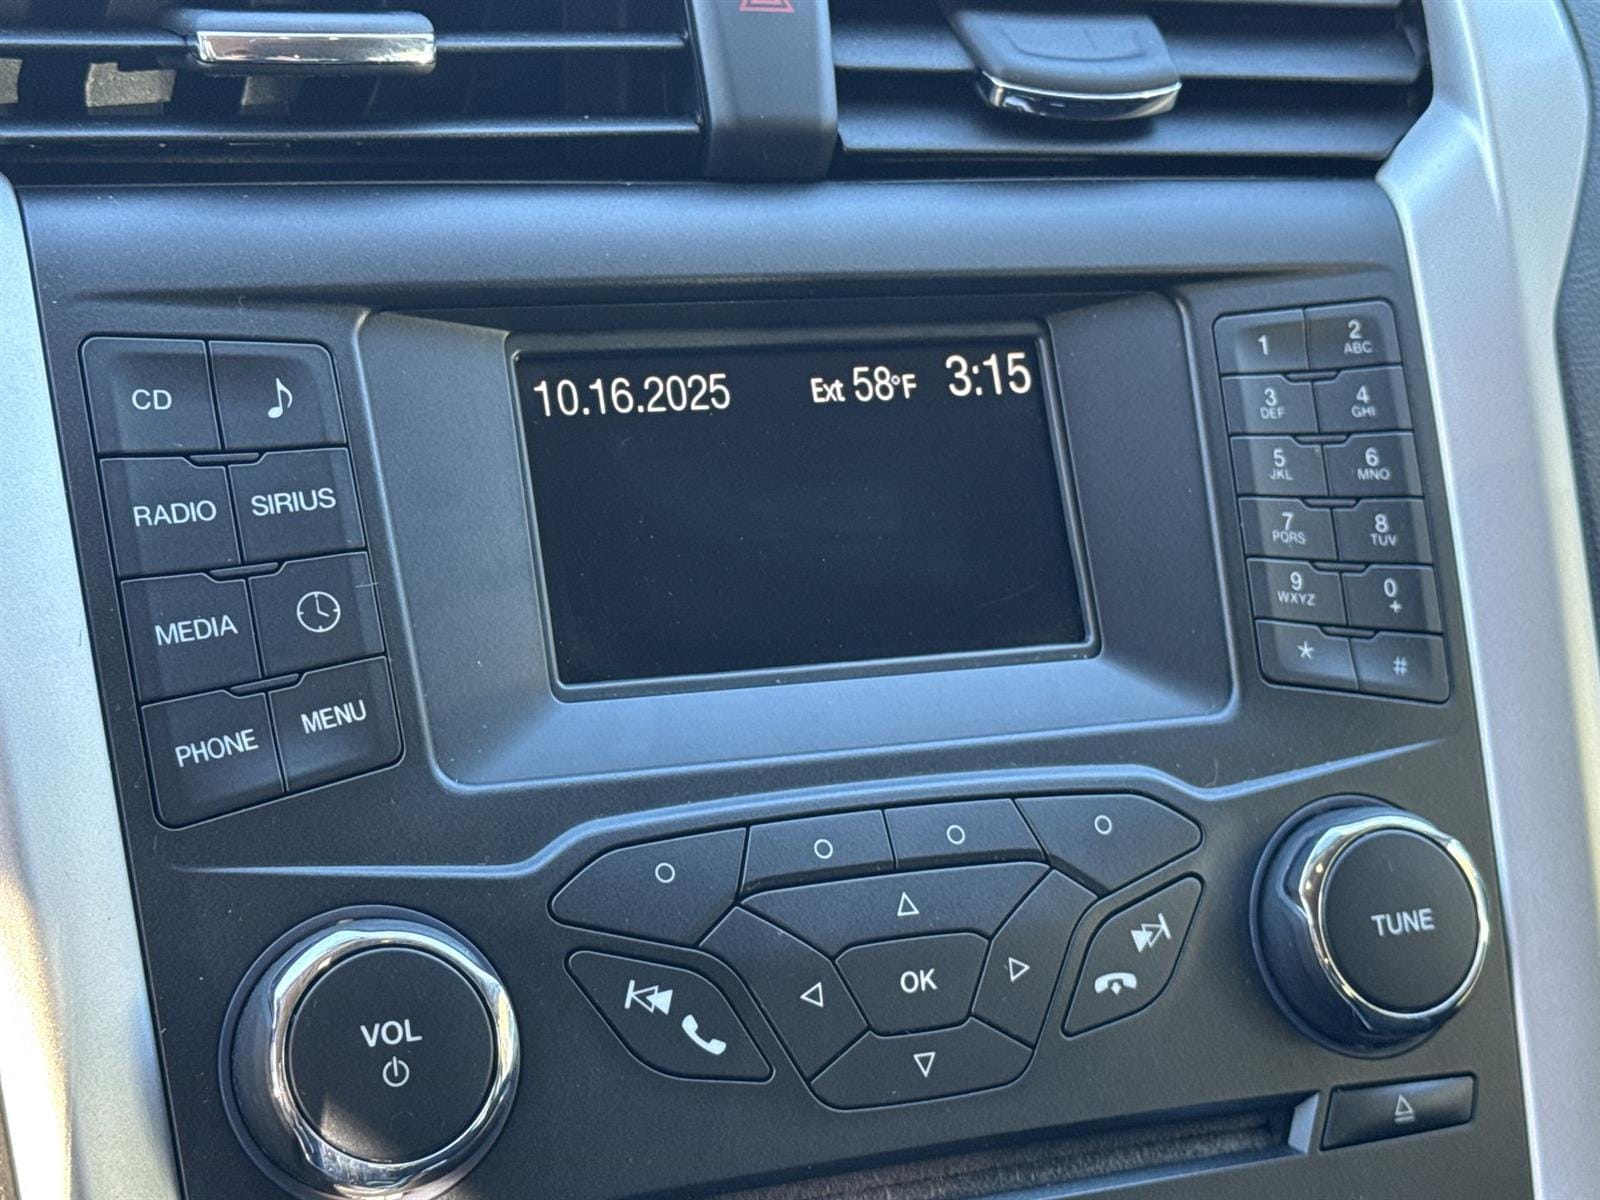 10.16.2025 Ext 58°F 3:15
CD
RADIO SIRIUS
MEDIA
PHONE MENU
1 2 ABC
3 DEF 4 GHI
5 JKL 6 MNO
7 PQRS 8 TUV
9 WXYZ 0 +
* #
OK
VOL
TUNE